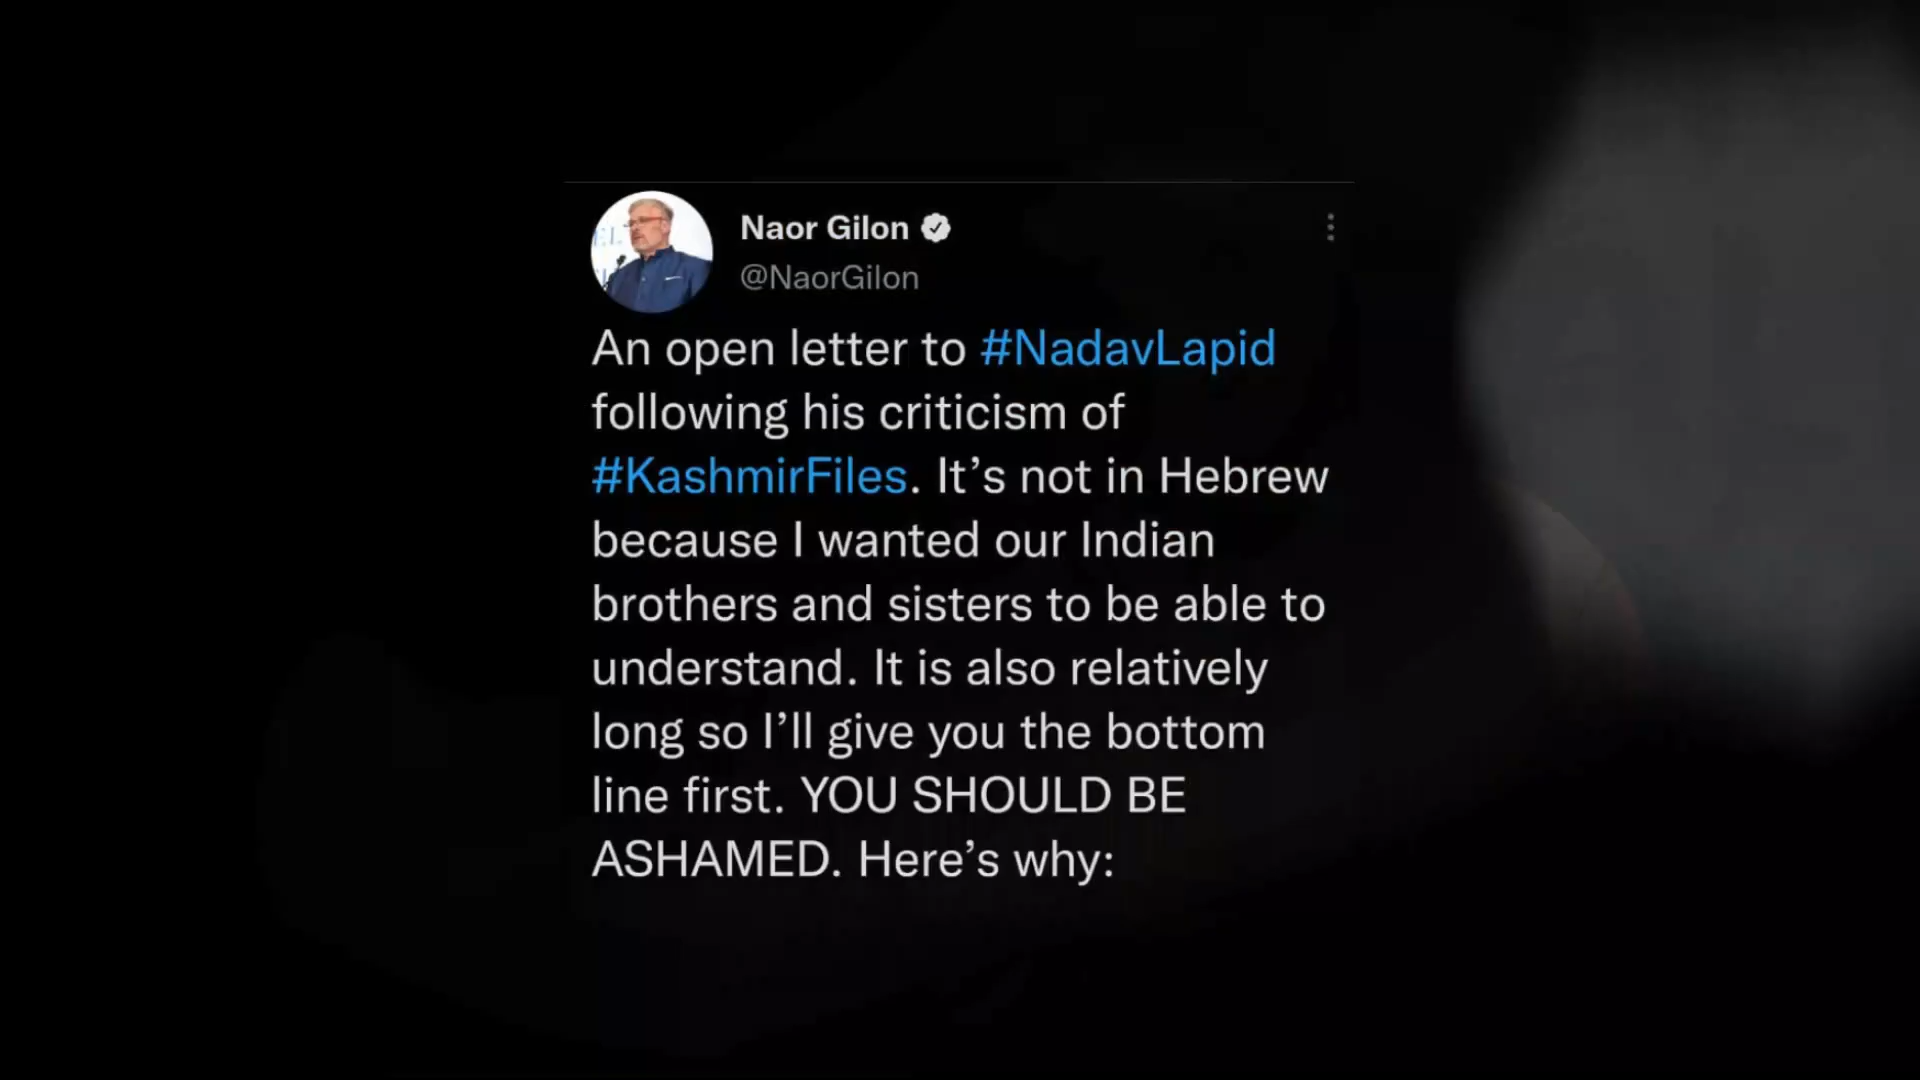 Naor Gilon
@NaorGilon
An open letter to #NadavLapid
following his criticism of
#KashmirFiles. It’s not in Hebrew
because I wanted our Indian
brothers and sisters to be able to
understand. It is also relatively
long so I’ll give you the bottom
line first. YOU SHOULD BE
ASHAMED. Here’s why: